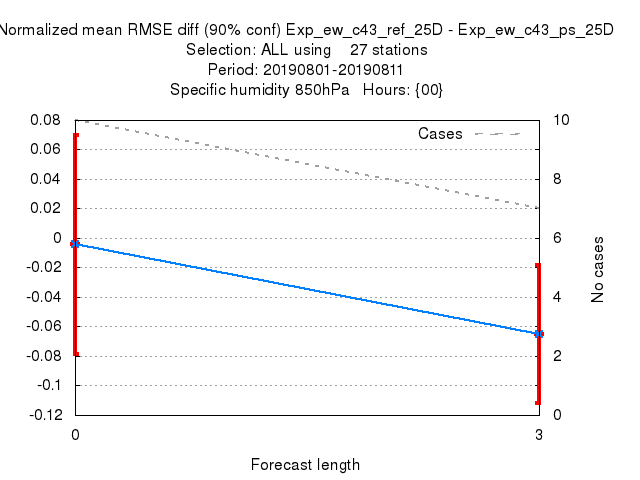 Normalized mean RMSE diff (90% conf) Exp_ew_c43_ref_25D - Exp_ew_c43_ps_25D
Selection: ALL using    27 stations
Period: 20190801-20190811
Specific humidity 850hPa   Hours: {00}
Cases
0.08
0.06
0.04
0.02
0
-0.02
-0.04
-0.06
-0.08
-0.1
-0.12
10
8
6
4
2
0
No cases
0
3
Forecast length